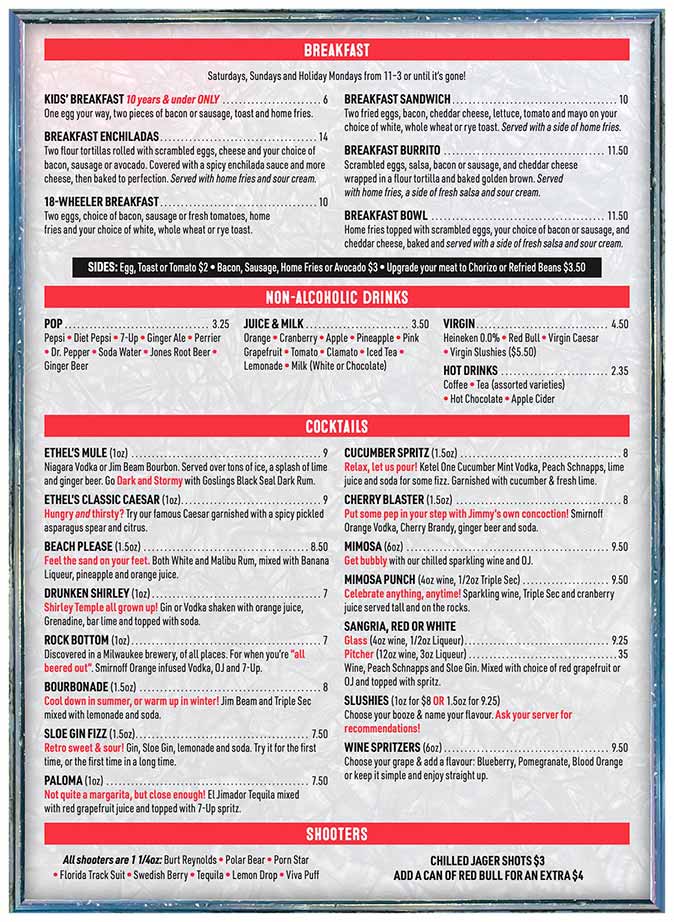 BREAKFAST
Saturdays, Sundays and Holiday Mondays from 11-3 or until it's gone!
KIDS' BREAKFAST 10 years & under ONLY 6
One egg your way, two pieces of bacon or sausage, toast and home fries.
BREAKFAST ENCHILADAS 14
Two flour tortillas rolled with scrambled eggs, cheese and your choice of
bacon, sausage or avocado. Covered with a spicy enchilada sauce and more
cheese, then baked to perfection. Served with home fries and sour cream.
18-WHEELER BREAKFAST 10
Two eggs, choice of bacon, sausage or fresh tomatoes, home
fries and your choice of white, whole wheat or rye toast.
BREAKFAST SANDWICH 10
Two fried eggs, bacon, cheddar cheese, lettuce, tomato and mayo on your
choice of white, whole wheat or rye toast. Served with a side of home fries.
BREAKFAST BURRITO 11.50
Scrambled eggs, salsa, bacon or sausage, and cheddar cheese
wrapped in a flour tortilla and baked golden brown. Served
with home fries, a side of fresh salsa and sour cream.
BREAKFAST BOWL 11.50
Home fries topped with scrambled eggs, your choice of bacon or sausage, and
cheddar cheese, baked and served with a side of fresh salsa and sour cream.
SIDES: Egg, Toast or Tomato $2 • Bacon, Sausage, Home Fries or Avocado $3 • Upgrade your meat to Chorizo or Refried Beans $3.50
NON-ALCOHOLIC DRINKS
POP 3.25
Pepsi • Diet Pepsi • 7-Up • Ginger Ale • Perrier
• Dr. Pepper • Soda Water • Jones Root Beer •
Ginger Beer
JUICE & MILK 3.50
Orange • Cranberry • Apple • Pineapple • Pink
Grapefruit • Tomato • Clamato • Iced Tea •
Lemonade • Milk (White or Chocolate)
VIRGIN 4.50
Heineken 0.0% • Red Bull • Virgin Caesar
• Virgin Slushies ($5.50)
HOT DRINKS 2.35
Coffee • Tea (assorted varieties)
• Hot Chocolate • Apple Cider
COCKTAILS
ETHEL'S MULE (1oz) 9
Niagara Vodka or Jim Beam Bourbon. Served over tons of ice, a splash of lime
and ginger beer. Go Dark and Stormy with Goslings Black Seal Dark Rum.
ETHEL'S CLASSIC CAESAR (1oz) 9
Hungry and thirsty? Try our famous Caesar garnished with a spicy pickled
asparagus spear and citrus.
BEACH PLEASE (1.5oz) 8.50
Feel the sand on your feet. Both White and Malibu Rum, mixed with Banana
Liqueur, pineapple and orange juice.
DRUNKEN SHIRLEY (1oz) 7
Shirley Temple all grown up! Gin or Vodka shaken with orange juice,
Grenadine, bar lime and topped with soda.
ROCK BOTTOM (1oz) 7
Discovered in a Milwaukee brewery, of all places. For when you're "all
beered out". Smirnoff Orange infused Vodka, OJ and 7-Up.
BOURBONADE (1.5oz) 8
Cool down in summer, or warm up in winter! Jim Beam and Triple Sec
mixed with lemonade and soda.
SLOE GIN FIZZ (1.5oz) 7.50
Retro sweet & sour! Gin, Sloe Gin, lemonade and soda. Try it for the first
time, or the first time in a long time.
PALOMA (1oz) 7.50
Not quite a margarita, but close enough! El Jimador Tequila mixed
with red grapefruit juice and topped with 7-Up spritz.
CUCUMBER SPRITZ (1.5oz) 8
Relax, let us pour! Ketel One Cucumber Mint Vodka, Peach Schnapps, lime
juice and soda for some fizz. Garnished with cucumber & fresh lime.
CHERRY BLASTER (1.5oz) 8
Put some pep in your step with Jimmy's own concoction! Smirnoff
Orange Vodka, Cherry Brandy, ginger beer and soda.
MIMOSA (6oz) 9.50
Get bubbly with our chilled sparkling wine and OJ.
MIMOSA PUNCH (4oz wine, 1/2oz Triple Sec) 9.50
Celebrate anything, anytime! Sparkling wine, Triple Sec and cranberry
juice served tall and on the rocks.
SANGRIA, RED OR WHITE
Glass (4oz wine, 1/2oz Liqueur) 9.25
Pitcher (12oz wine, 3oz Liqueur) 35
Wine, Peach Schnapps and Sloe Gin. Mixed with choice of red grapefruit or
OJ and topped with spritz.
SLUSHIES (1oz for $8 OR 1.5oz for 9.25)
Choose your booze & name your flavour. Ask your server for
recommendations!
WINE SPRITZERS (6oz) 9.50
Choose your grape & add a flavour: Blueberry, Pomegranate, Blood Orange
or keep it simple and enjoy straight up.
SHOOTERS
All shooters are 1 1/4oz: Burt Reynolds • Polar Bear • Porn Star
• Florida Track Suit • Swedish Berry • Tequila • Lemon Drop • Viva Puff
CHILLED JAGER SHOTS $3
ADD A CAN OF RED BULL FOR AN EXTRA $4